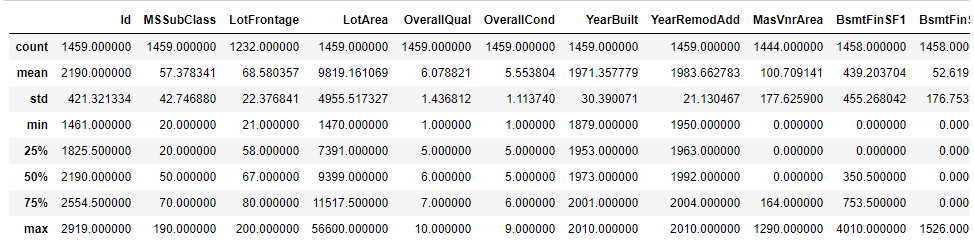 Id MSSubClass LotFrontage LotArea OverallQual OverallCond YearBuilt YearRemodAdd MasVnrArea BsmtFinSF1 BsmtFinS
count 1459.000000 1459.000000 1232.000000 1459.000000 1459.000000 1459.000000 1459.000000 1459.000000 1444.000000 1458.000000 1458.000
mean 2190.000000 57.378341 68.580357 9819.161069 6.078821 5.553804 1971.357779 1983.662783 100.709141 439.203704 52.619
std 421.321334 42.746880 22.376841 4955.517327 1.436812 1.113740 30.390071 21.130467 177.625900 455.268042 176.753
min 1461.000000 20.000000 21.000000 1470.000000 1.000000 1.000000 1879.000000 1950.000000 0.000000 0.000000 0.000
25% 1825.500000 20.000000 58.000000 7391.000000 5.000000 5.000000 1953.000000 1963.000000 0.000000 0.000000 0.000
50% 2190.000000 50.000000 67.000000 9399.000000 6.000000 5.000000 1973.000000 1992.000000 0.000000 350.500000 0.000
75% 2554.500000 70.000000 80.000000 11517.500000 7.000000 6.000000 2001.000000 2004.000000 164.000000 753.500000 0.000
max 2919.000000 190.000000 200.000000 56600.000000 10.000000 9.000000 2010.000000 2010.000000 1290.000000 4010.000000 1526.000